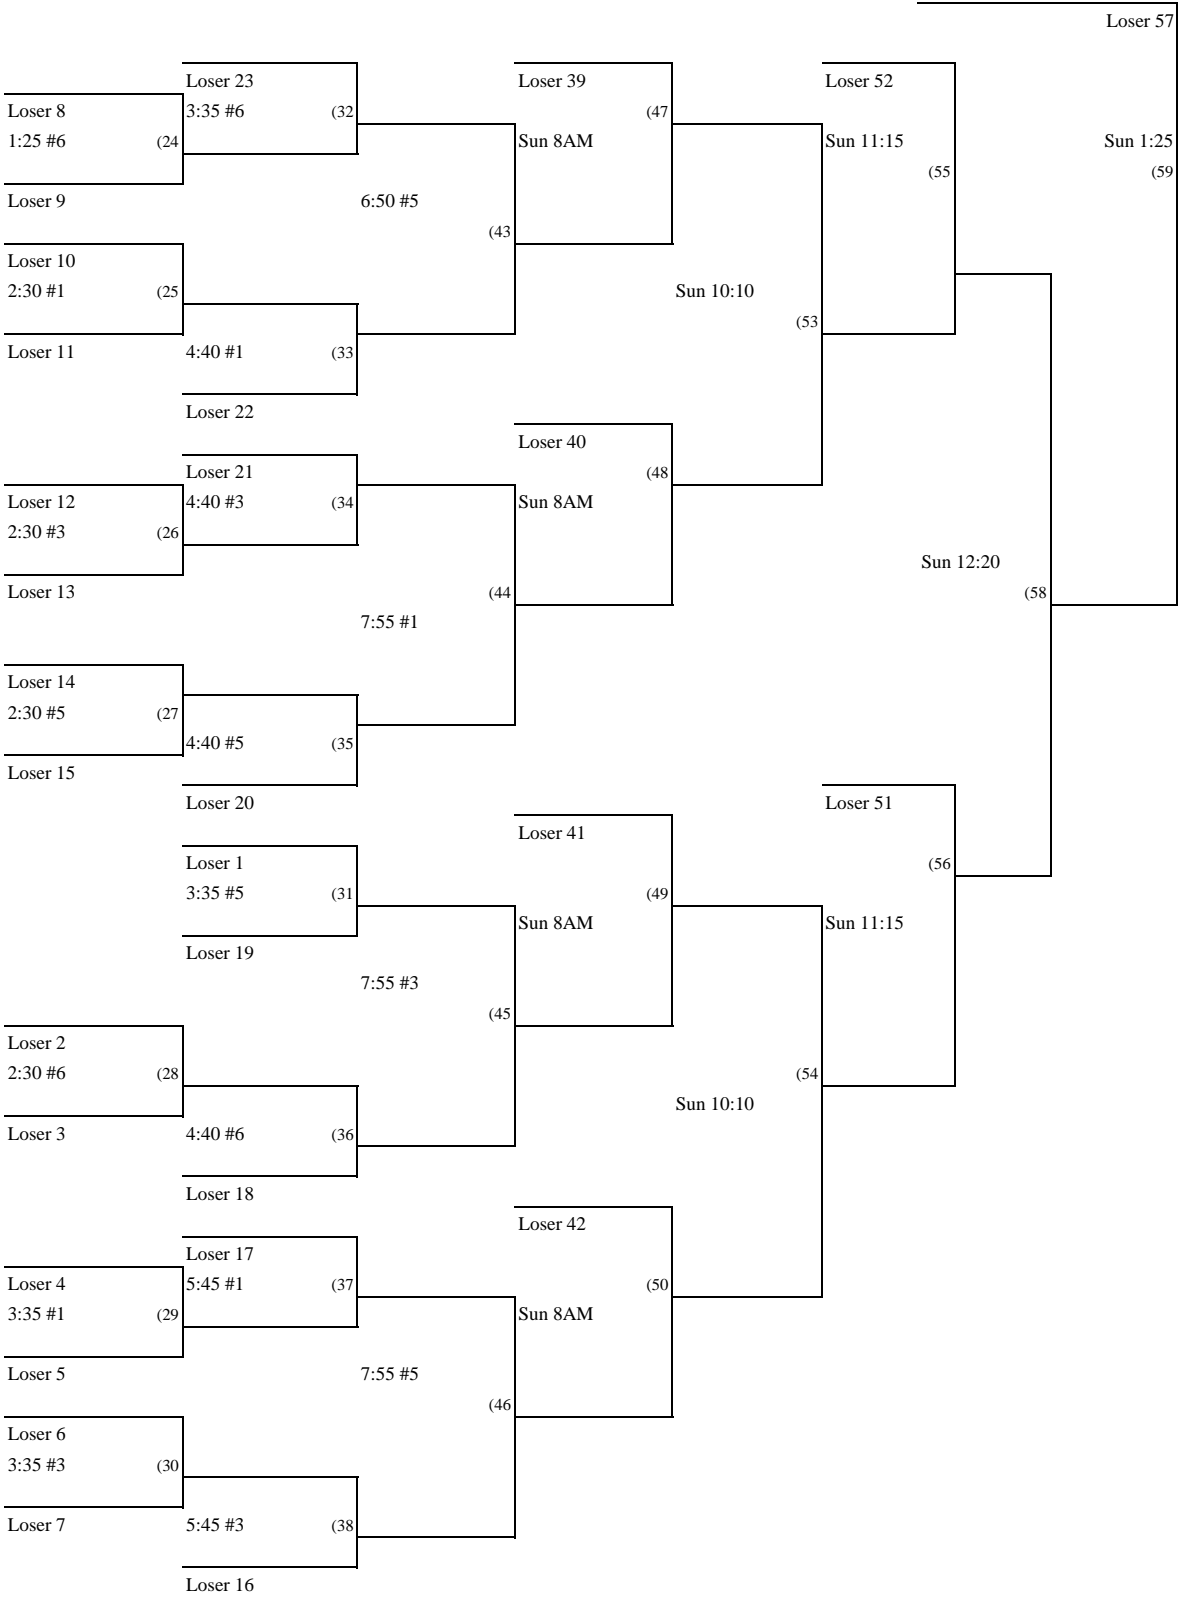 Loser 57
Loser 23
Loser 39
Loser 52
Loser 8
3:35 #6
(32
(47
1:25 #6
(24
Sun 8AM
Sun 11:15
Sun 1:25
(55
(59
Loser 9
6:50 #5
(43
Loser 10
2:30 #1
(25
Sun 10:10
(53
Loser 11
4:40 #1
(33
Loser 22
Loser 40
Loser 21
(48
Loser 12
4:40 #3
(34
Sun 8AM
2:30 #3
(26
Sun 12:20
Loser 13
(44
(58
7:55 #1
Loser 14
2:30 #5
(27
4:40 #5
(35
Loser 15
Loser 20
Loser 51
Loser 41
Loser 1
(56
3:35 #5
(31
(49
Sun 8AM
Sun 11:15
Loser 19
7:55 #3
(45
Loser 2
2:30 #6
(28
(54
Sun 10:10
Loser 3
4:40 #6
(36
Loser 18
Loser 42
Loser 17
Loser 4
5:45 #1
(37
(50
3:35 #1
(29
Sun 8AM
Loser 5
7:55 #5
(46
Loser 6
3:35 #3
(30
Loser 7
5:45 #3
(38
Loser 16